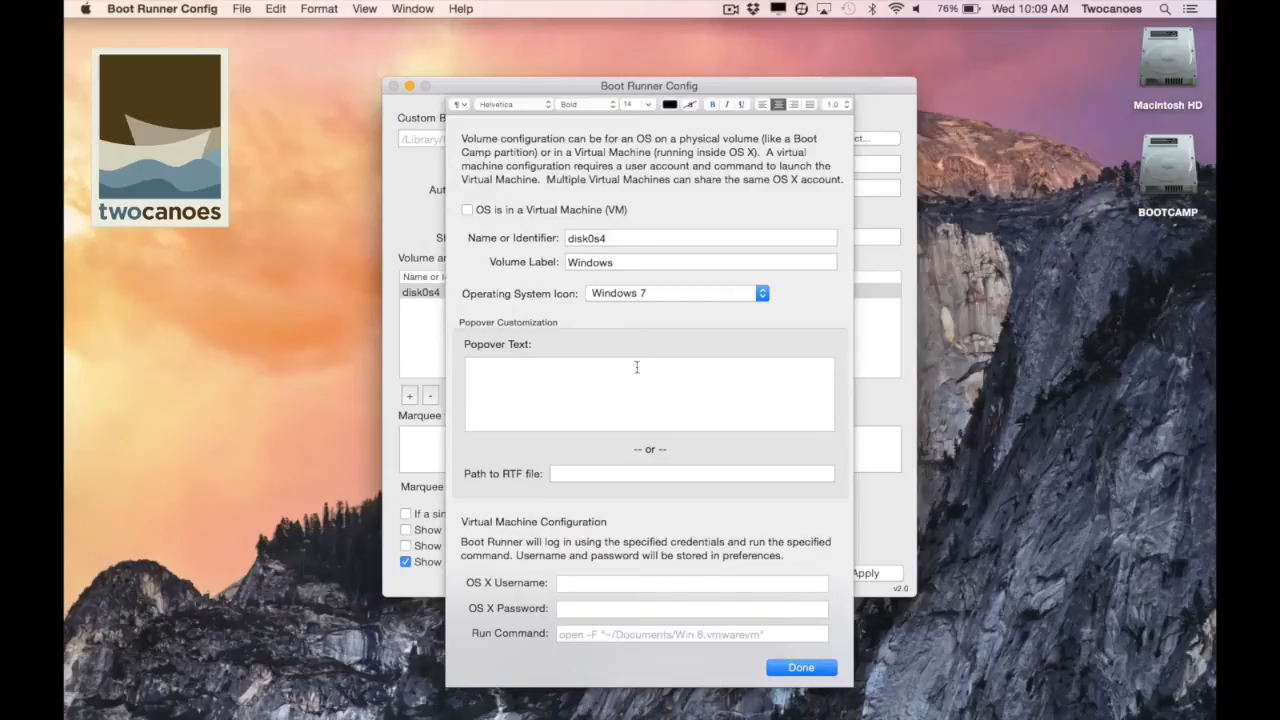 Boot Runner Config File Edit Format View Window Help 76% Wed 10:09 AM Twocanoes
twocanoes
Macintosh HD
BOOTCAMP
Boot Runner Config
Custom B
/Library/
Au
Volume an
Name or I
disk0s4
+ -
Marquee
Marquee
If a sin
Show
Show
Show
ct...
Apply
v2.0
¶ Helvetica Bold 14 a B I U 1.0
Volume configuration can be for an OS on a physical volume (like a Boot
Camp partition) or in a Virtual Machine (running inside OS X). A virtual
machine configuration requires a user account and command to launch the
Virtual Machine. Multiple Virtual Machines can share the same OS X account.
OS is in a Virtual Machine (VM)
Name or Identifier: disk0s4
Volume Label: Windows
Operating System Icon: Windows 7
Popover Customization
Popover Text:
-- or --
Path to RTF file:
Virtual Machine Configuration
Boot Runner will log in using the specified credentials and run the specified
command. Username and password will be stored in preferences.
OS X Username:
OS X Password:
Run Command: open -F "~/Documents/Win 8.vmwarevm"
Done